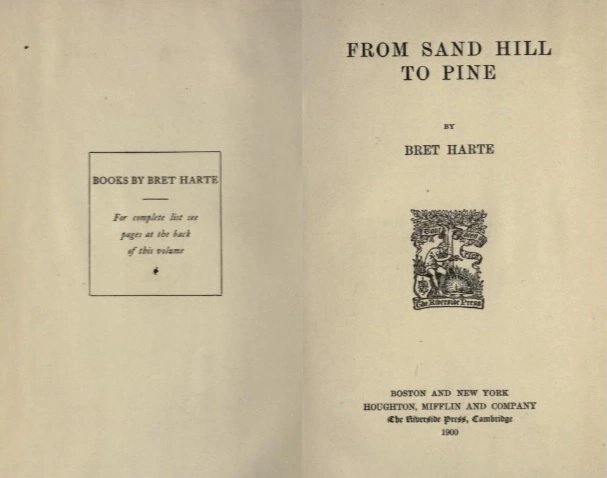 BOOKS BY BRET HARTE
For complete list see
pages at the back
of this volume
FROM SAND HILL
TO PINE
BY
BRET HARTE
The Riverside Press
BOSTON AND NEW YORK
HOUGHTON, MIFFLIN AND COMPANY
The Riverside Press, Cambridge
1900